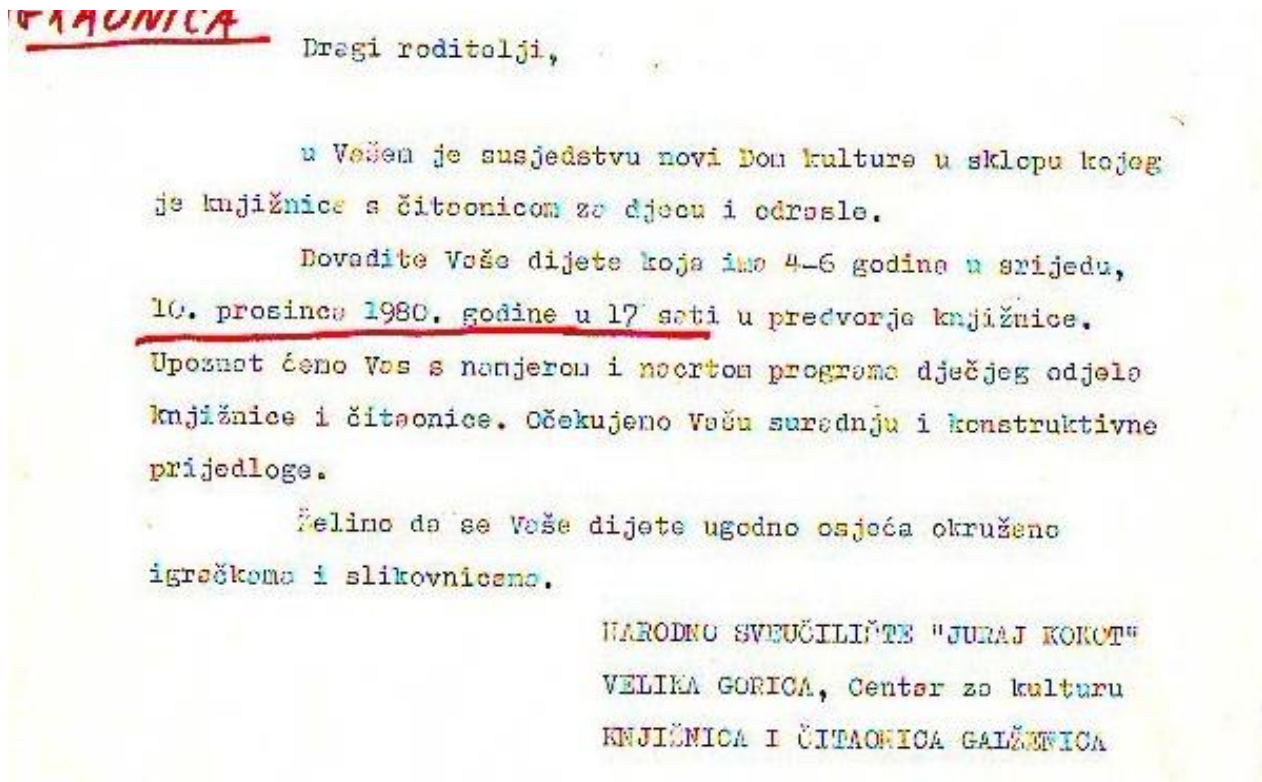 IGRAONICA
Dragi roditelji,
u Vašem je susjedstvu novi Dom kulture u sklopu kojeg
je knjižnica s čitaonicom za djecu i odrasle.
Dovedite Vaše dijete koje ima 4-6 godina u srijedu,
10. prosinca 1980. godine u 17 sati u predvorje knjižnice.
Upoznat ćemo Vas s namjerom i nacrtom programa dječjeg odjela
knjižnice i čitaonice. Očekujemo Vašu suradnju i konstruktivne
prijedloge.
Želimo da se Vaše dijete ugodno osjeća okruženo
igračkama i slikovnicama.
NARODNO SVEUČILIŠTE "JURAJ KOKOT"
VELIKA GORICA, Centar za kulturu
KNJIŽNICA I ČITAONICA GALŽENICA